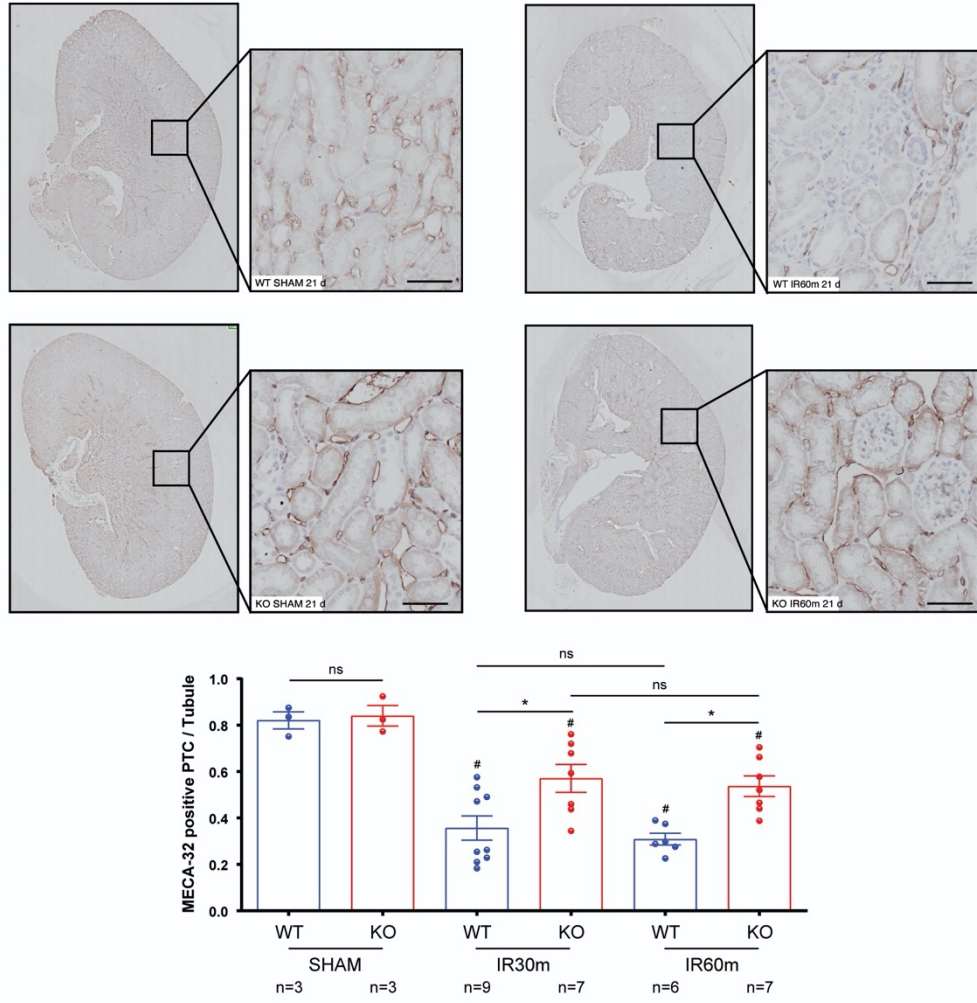 WT SHAM 21 d
WT IR60m 21 d
KO SHAM 21 d
KO IR60m 21 d
ns
ns
ns
*
*
#
#
#
#
MECA-32 positive PTC / Tubule
1.0
0.8
0.6
0.4
0.2
0.0
WT KO WT KO WT KO
SHAM IR30m IR60m
n=3 n=3 n=9 n=7 n=6 n=7